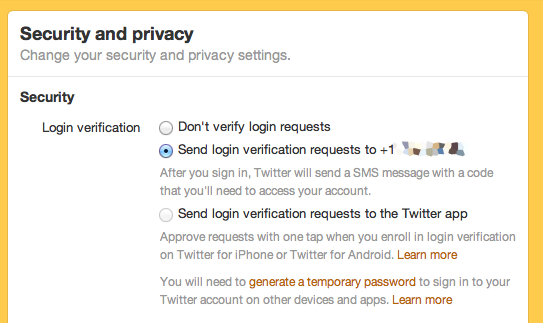 Security and privacy
Change your security and privacy settings.
Security
Login verification
Don't verify login requests
Send login verification requests to +1
After you sign in, Twitter will send a SMS message with a code
that you'll need to access your account.
Send login verification requests to the Twitter app
Approve requests with one tap when you enroll in login verification
on Twitter for iPhone or Twitter for Android. Learn more
You will need to generate a temporary password to sign in to your
Twitter account on other devices and apps. Learn more